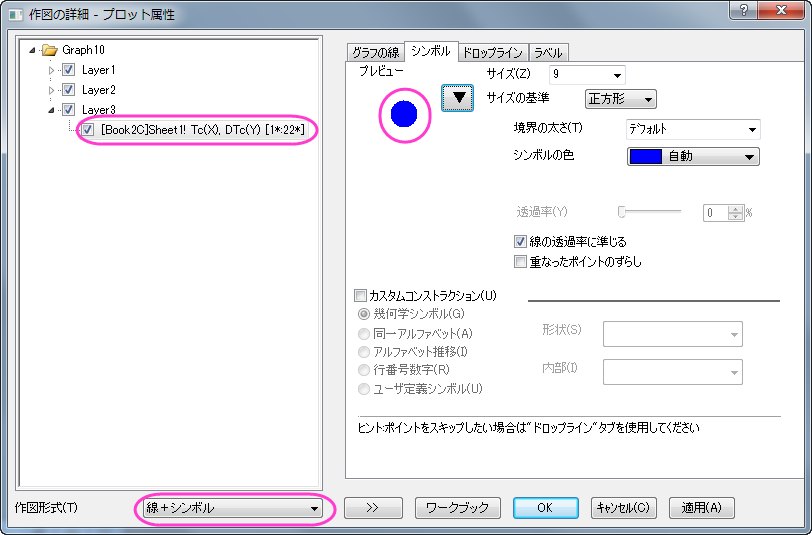 作図の詳細 - プロット属性
Graph10
Layer1
Layer2
Layer3
[Book2C]Sheet1! Tc(X), DTc(Y) [1*:22*]
作図形式(T)
線+シンボル
グラフの線 シンボル ドロップライン ラベル
プレビュー
サイズ(Z) 9
サイズの基準 正方形
境界の太さ(T) デフォルト
シンボルの色 自動
透過率(Y) 0 %
線の透過率に準じる
重なったポイントのずらし
カスタムコンストラクション(U)
幾何学シンボル(G)
同一アルファベット(A)
アルファベット推移(I)
行番号数字(R)
ユーザ定義シンボル(U)
形状(S)
内部(I)
ヒント:ポイントをスキップしたい場合は"ドロップライン"タブを使用してください
>> ワークブック OK キャンセル(C) 適用(A)